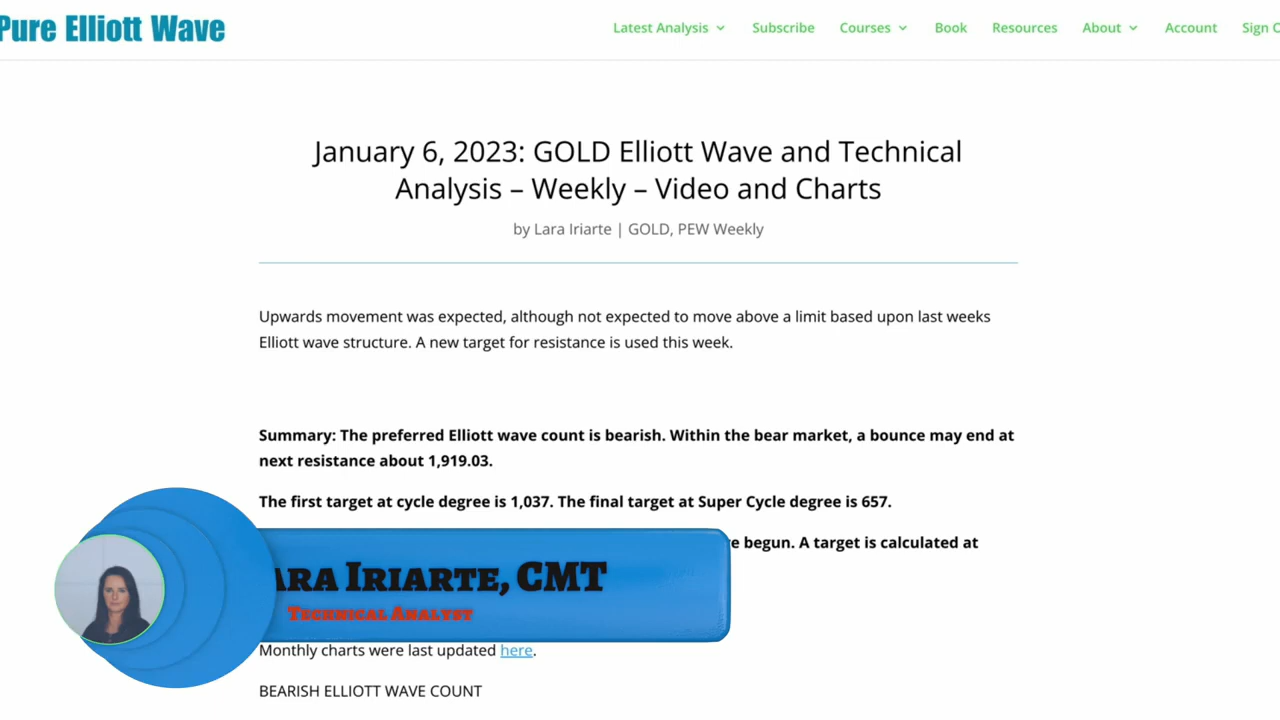 Pure Elliott Wave
Latest Analysis Subscribe Courses Book Resources About Account Sign
January 6, 2023: GOLD Elliott Wave and Technical
Analysis – Weekly – Video and Charts
by Lara Iriarte | GOLD, PEW Weekly
Upwards movement was expected, although not expected to move above a limit based upon last weeks
Elliott wave structure. A new target for resistance is used this week.
Summary: The preferred Elliott wave count is bearish. Within the bear market, a bounce may end at
next resistance about 1,919.03.
The first target at cycle degree is 1,037. The final target at Super Cycle degree is 657.
begun. A target is calculated at
Iriarte, CMT
Technical Analyst
Monthly charts were last updated here.
BEARISH ELLIOTT WAVE COUNT